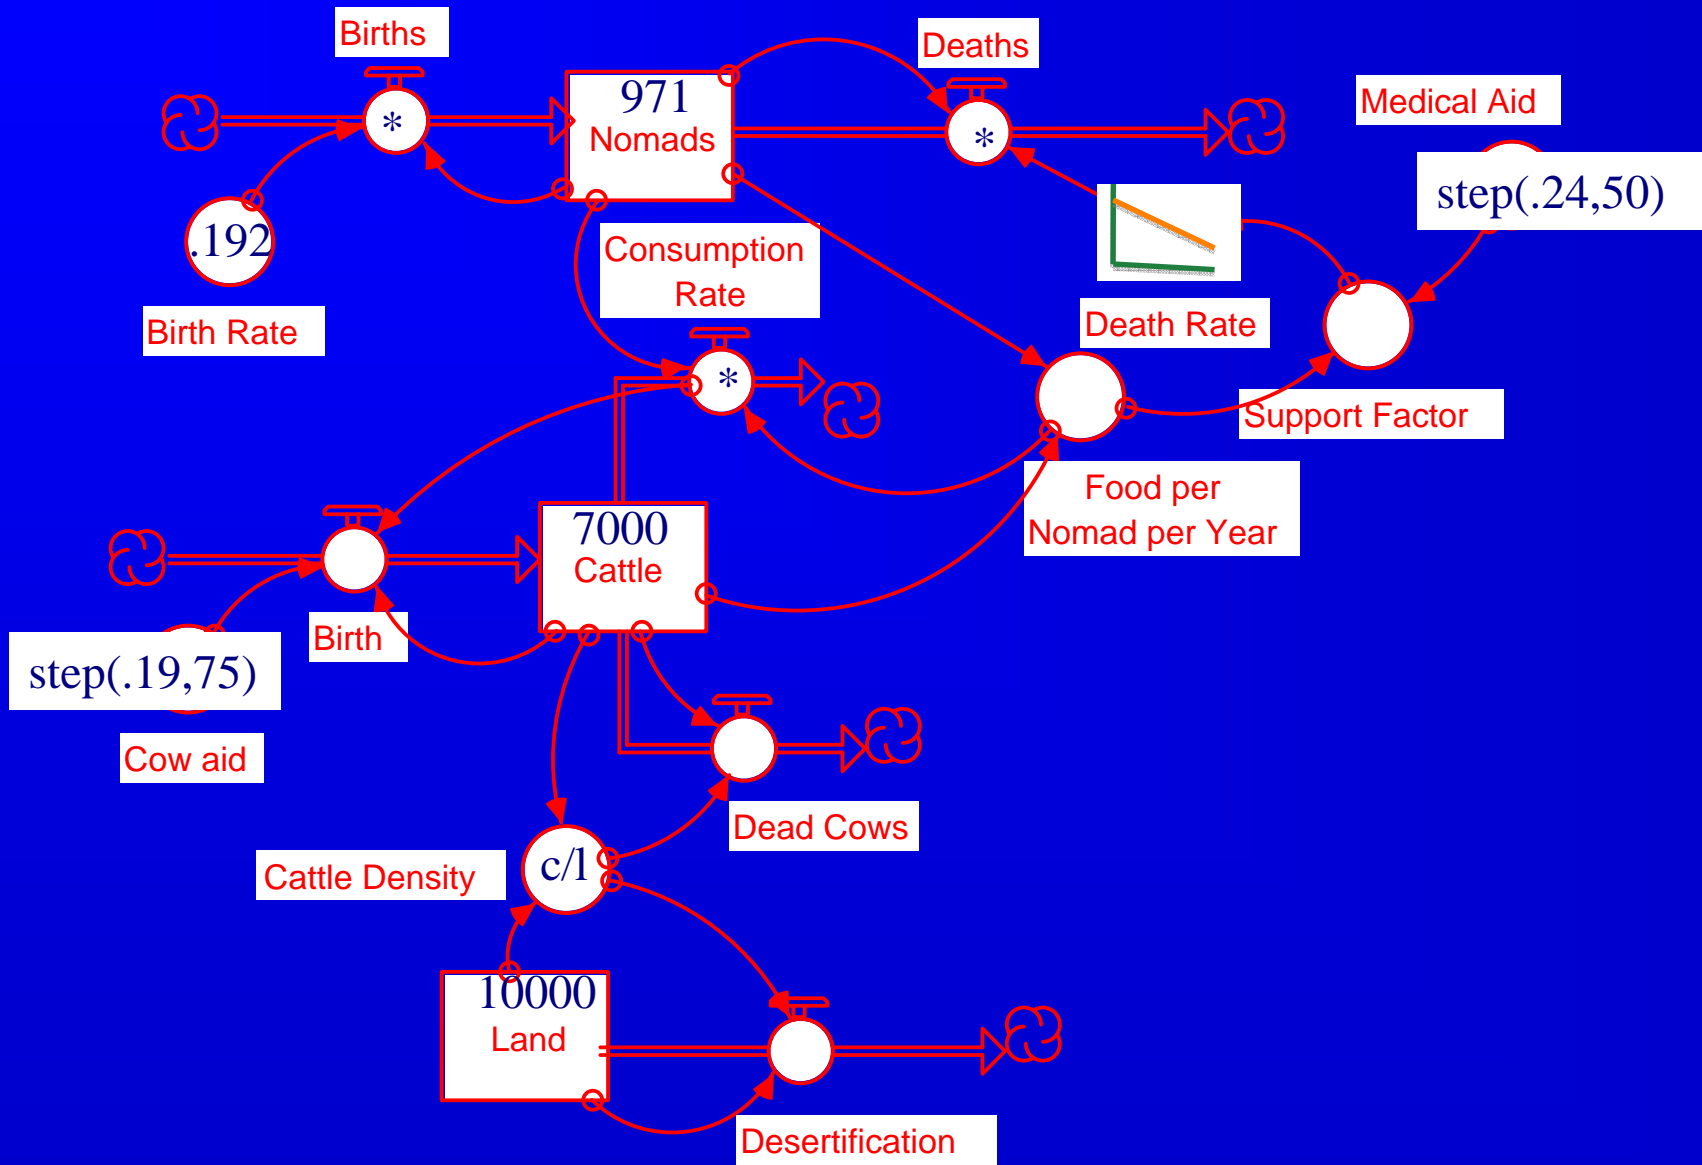 Births
Deaths
971
Nomads
*
*
Medical Aid
step(.24,50)
.192
Birth Rate
Consumption
Rate
Death Rate
*
Support Factor
Food per
Nomad per Year
7000
Cattle
Birth
step(.19,75)
Cow aid
Dead Cows
c/l
Cattle Density
10000
Land
Desertification